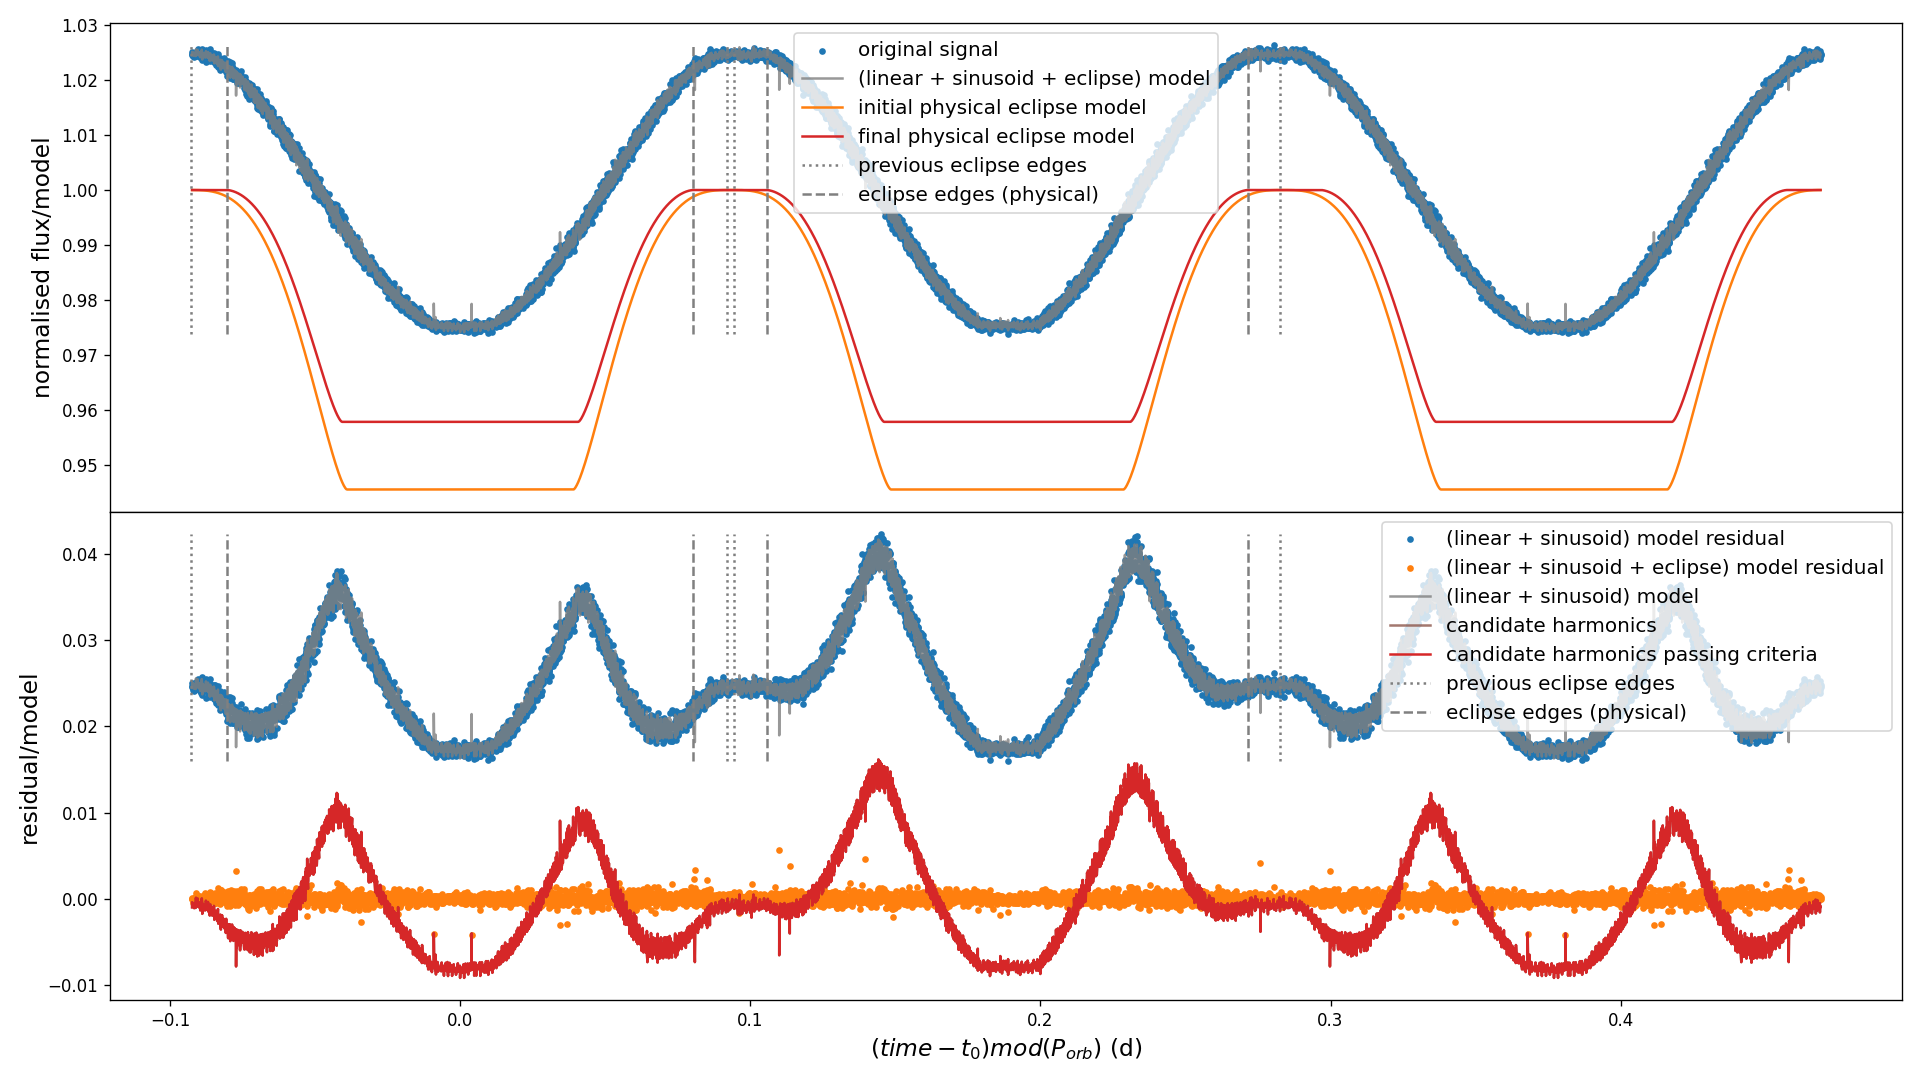 normalised flux/model
1.03
1.02
1.01
1.00
0.99
0.98
0.97
0.96
0.95
original signal
(linear + sinusoid + eclipse) model
initial physical eclipse model
final physical eclipse model
previous eclipse edges
eclipse edges (physical)
residual/model
0.04
0.03
0.02
0.01
0.00
−0.01
(linear + sinusoid) model residual
(linear + sinusoid + eclipse) model residual
(linear + sinusoid) model
candidate harmonics
candidate harmonics passing criteria
previous eclipse edges
eclipse edges (physical)
−0.1 0.0 0.1 0.2 0.3 0.4
(time − t₀)mod(P_orb) (d)